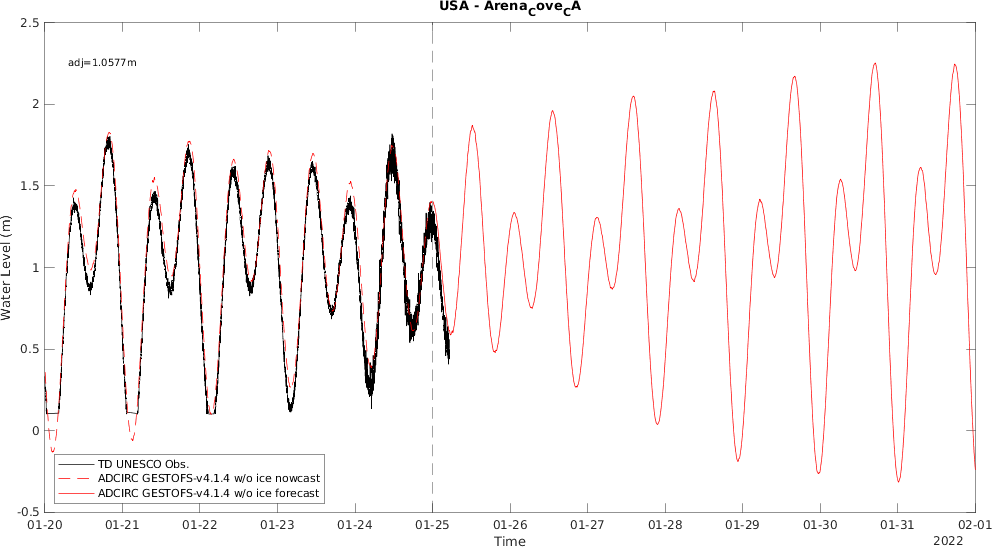 USA - ArenaCoveCA
adj=1.0577m
2.5
2
1.5
1
0.5
0
-0.5
Water Level (m)
TD UNESCO Obs.
ADCIRC GESTOFS-v4.1.4 w/o ice nowcast
ADCIRC GESTOFS-v4.1.4 w/o ice forecast
01-20 01-21 01-22 01-23 01-24 01-25 01-26 01-27 01-28 01-29 01-30 01-31 02-01
Time
2022